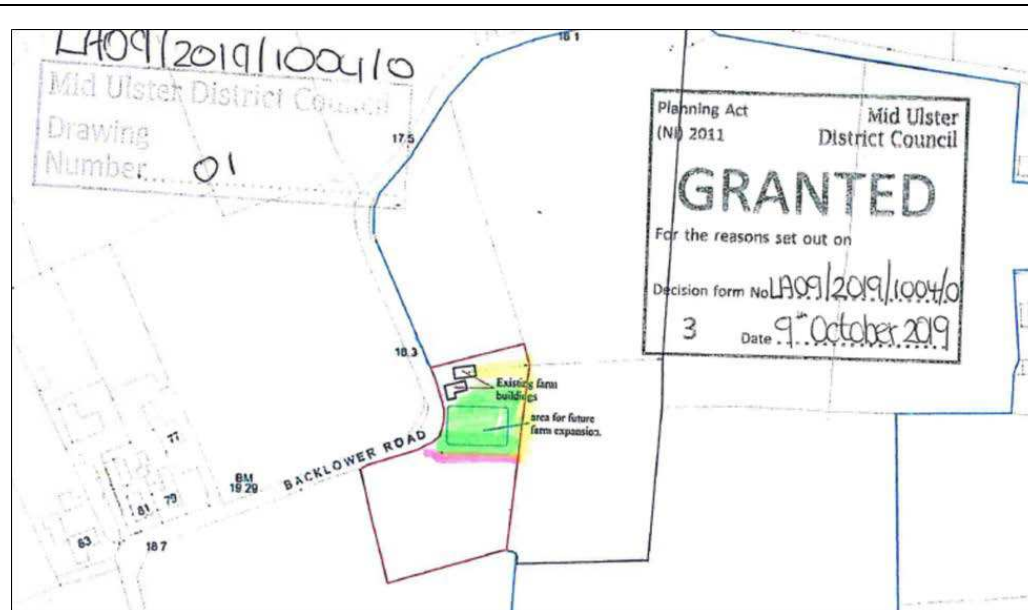 LA09/2019/1004/0
Mid Ulster District Council
Drawing
Number... 01
18 1
17.5
Planning Act
(NI) 2011
Mid Ulster
District Council
GRANTED
For the reasons set out on
Decision form No LA09/2019/1004/0
3 Date 9th October 2019
18.3
Existing farm
buildings
area for future
farm expansion.
BACKLOWER ROAD
BM
19 29
77
79
81
83
18 7